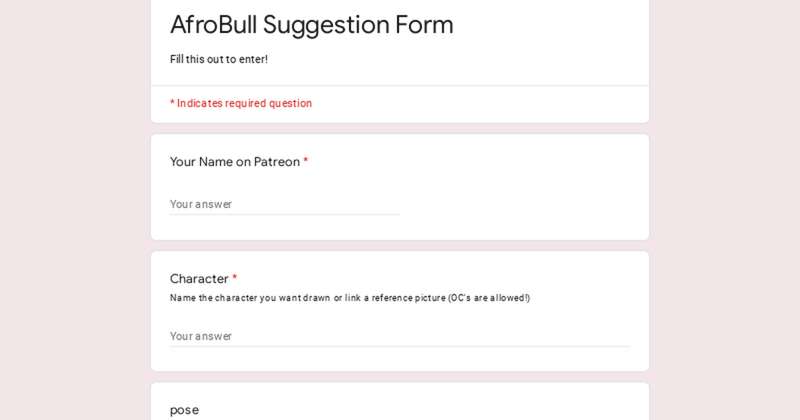 AfroBull Suggestion Form
Fill this out to enter!
* Indicates required question
Your Name on Patreon *
Your answer
Character *
Name the character you want drawn or link a reference picture (OC's are allowed!)
Your answer
pose